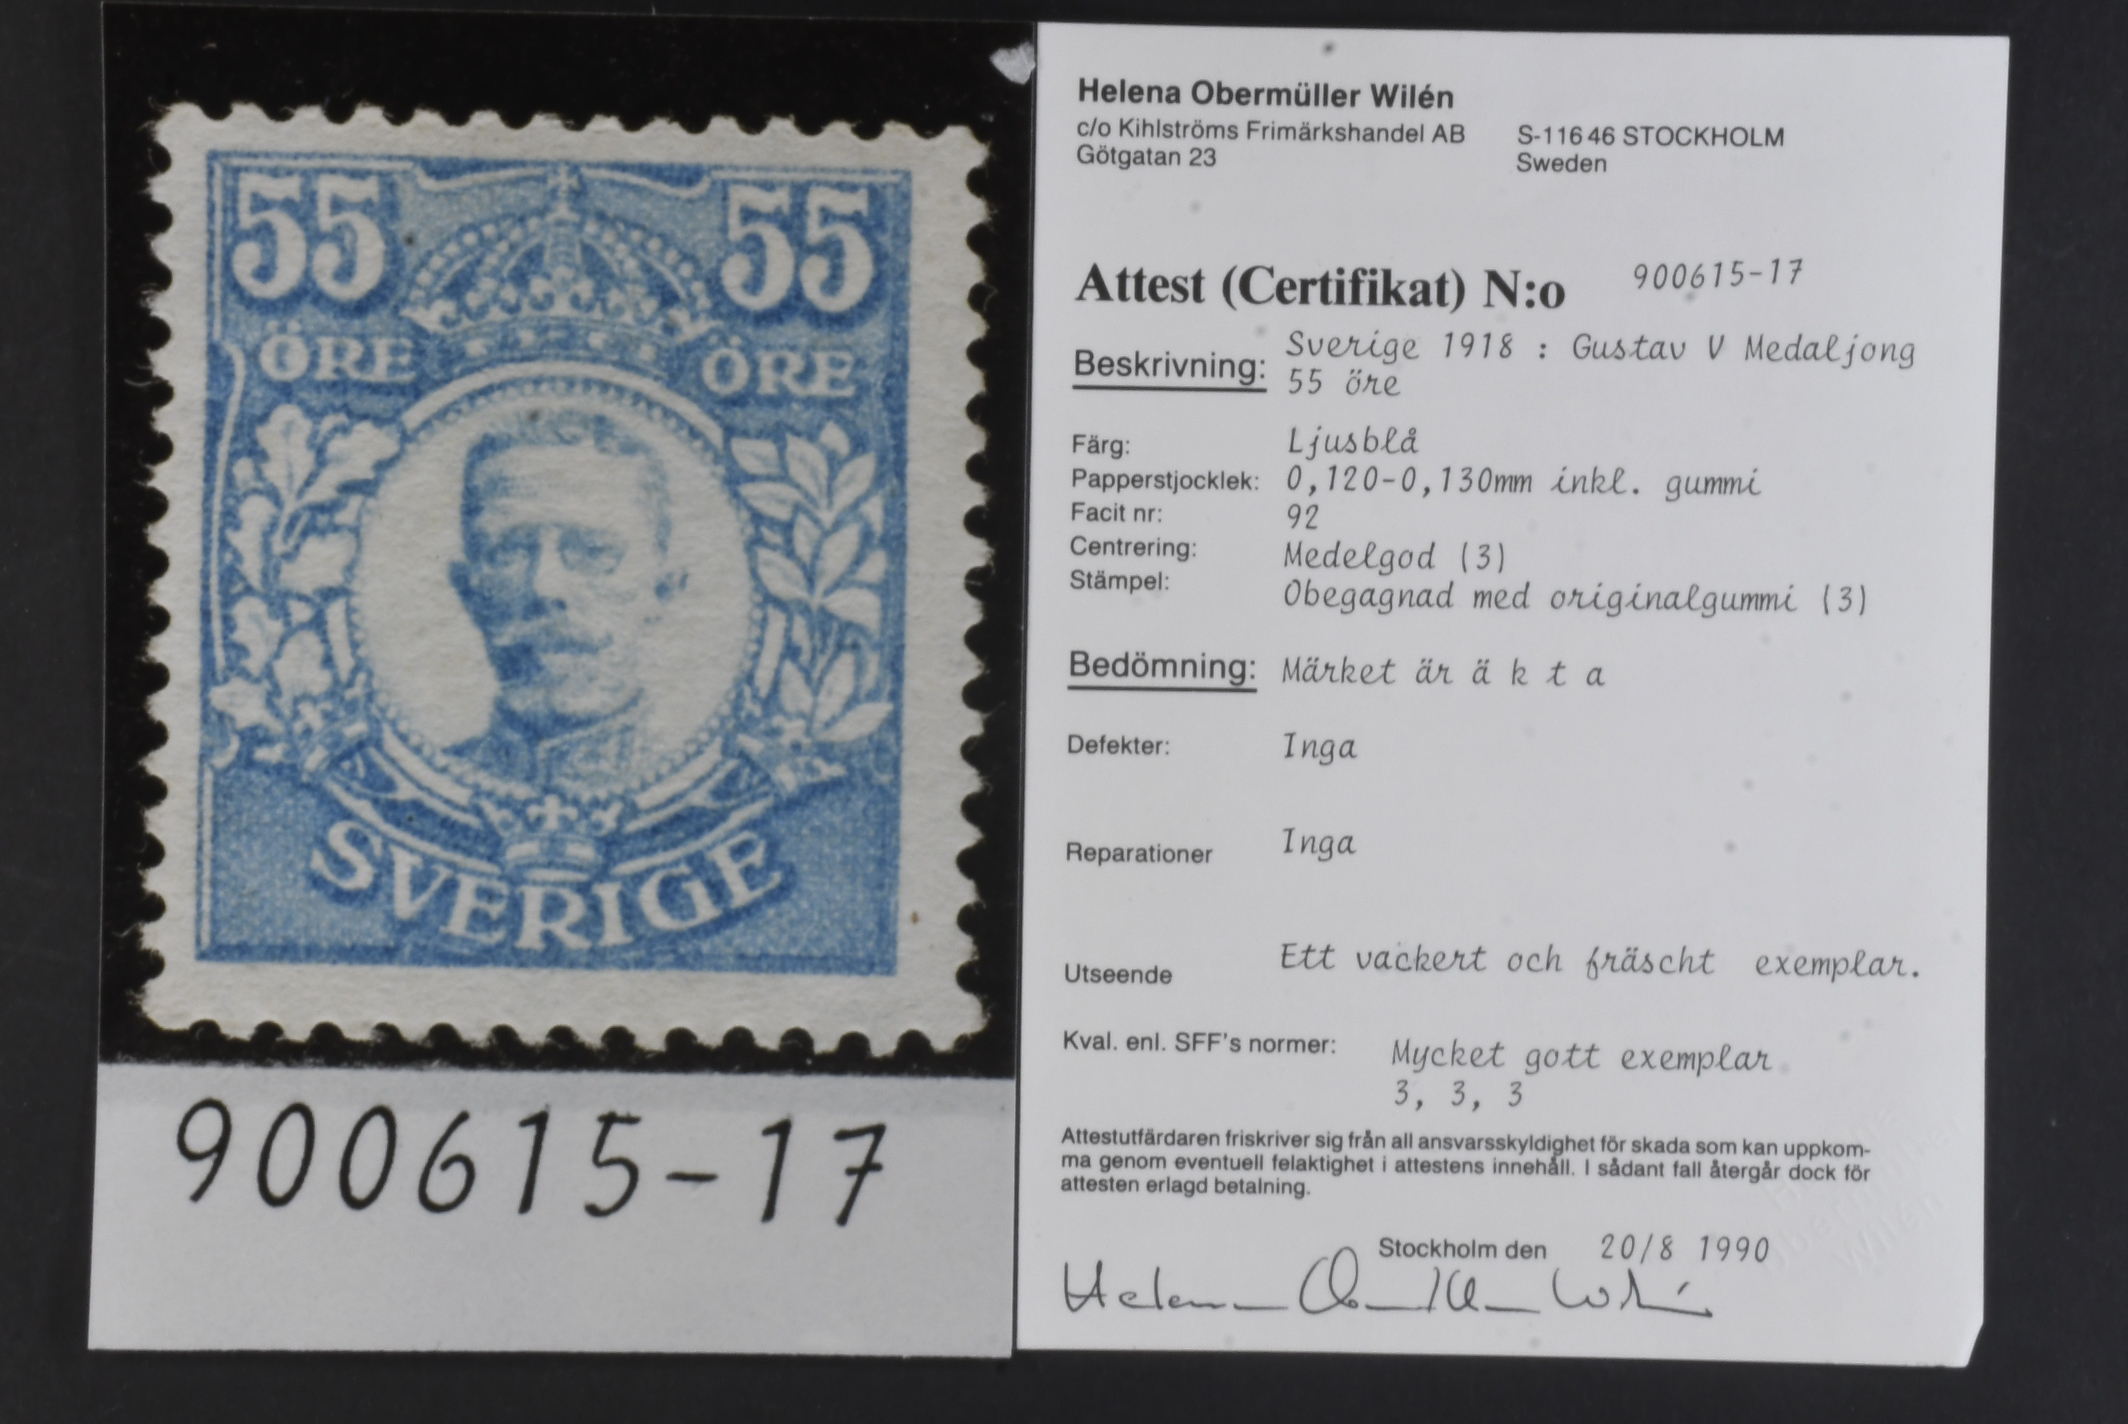 55 55
ÖRE ÖRE
SVERIGE
900615-17
Helena Obermüller Wilén
c/o Kihlströms Frimärkshandel AB S-116 46 STOCKHOLM
Götgatan 23 Sweden
Attest (Certifikat) N:o 900615-17
Beskrivning: Sverige 1918 : Gustav V Medaljong
55 öre
Färg: Ljusblå
Papperstjocklek: 0,120-0,130mm inkl. gummi
Facit nr: 92
Centrering: Medelgod (3)
Stämpel: Obegagnad med originalgummi (3)
Bedömning: Märket är ä k t a
Defekter: Inga
Reparationer Inga
Utseende Ett vackert och fräscht exemplar.
Kval. enl. SFF's normer: Mycket gott exemplar
3, 3, 3
Attestutfärdaren friskriver sig från all ansvarsskyldighet för skada som kan uppkom-
ma genom eventuell felaktighet i attestens innehåll. I sådant fall återgår dock för
attesten erlagd betalning.
Stockholm den 20/8 1990